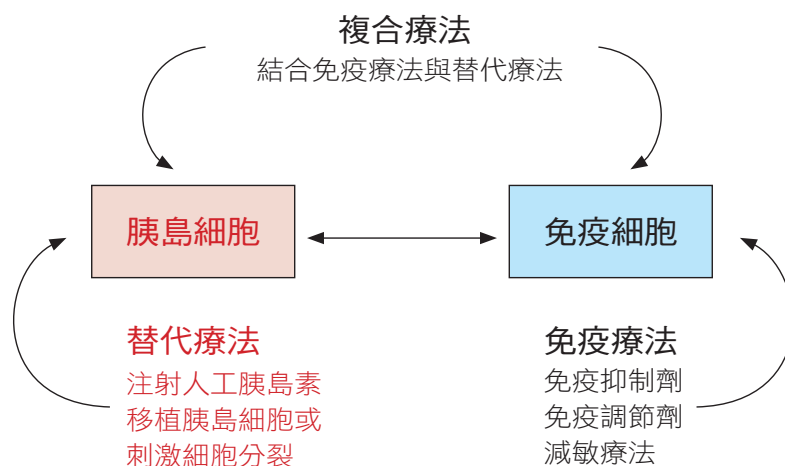 複合療法
結合免疫療法與替代療法
胰島細胞
免疫細胞
替代療法
注射人工胰島素
移植胰島細胞或
刺激細胞分裂
免疫療法
免疫抑制劑
免疫調節劑
減敏療法